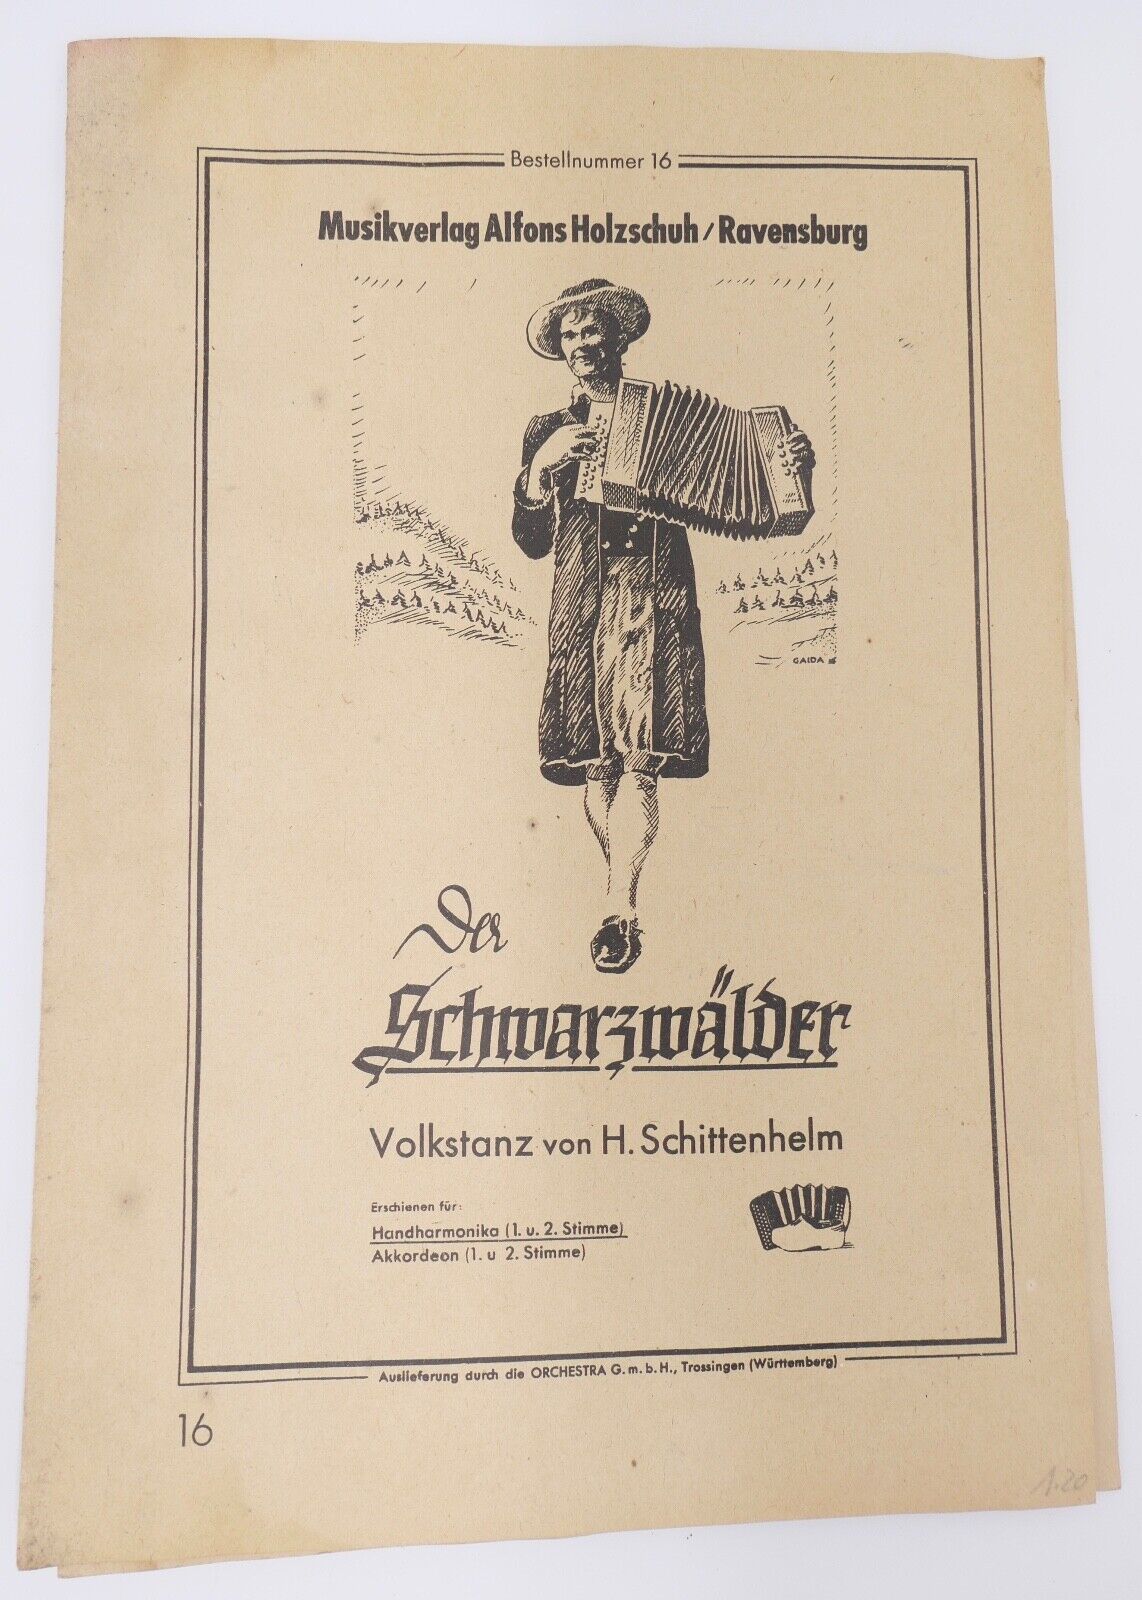 Bestellnummer 16
Musikverlag Alfons Holzschuh / Ravensburg
GAIDA
Der
Schwarzwälder
Volkstanz von H. Schittenhelm
Erschienen für:
Handharmonika (1. u. 2. Stimme)
Akkordeon (1. u 2. Stimme)
Auslieferung durch die ORCHESTRA G.m.b.H., Trossingen (Württemberg)
16
1.20